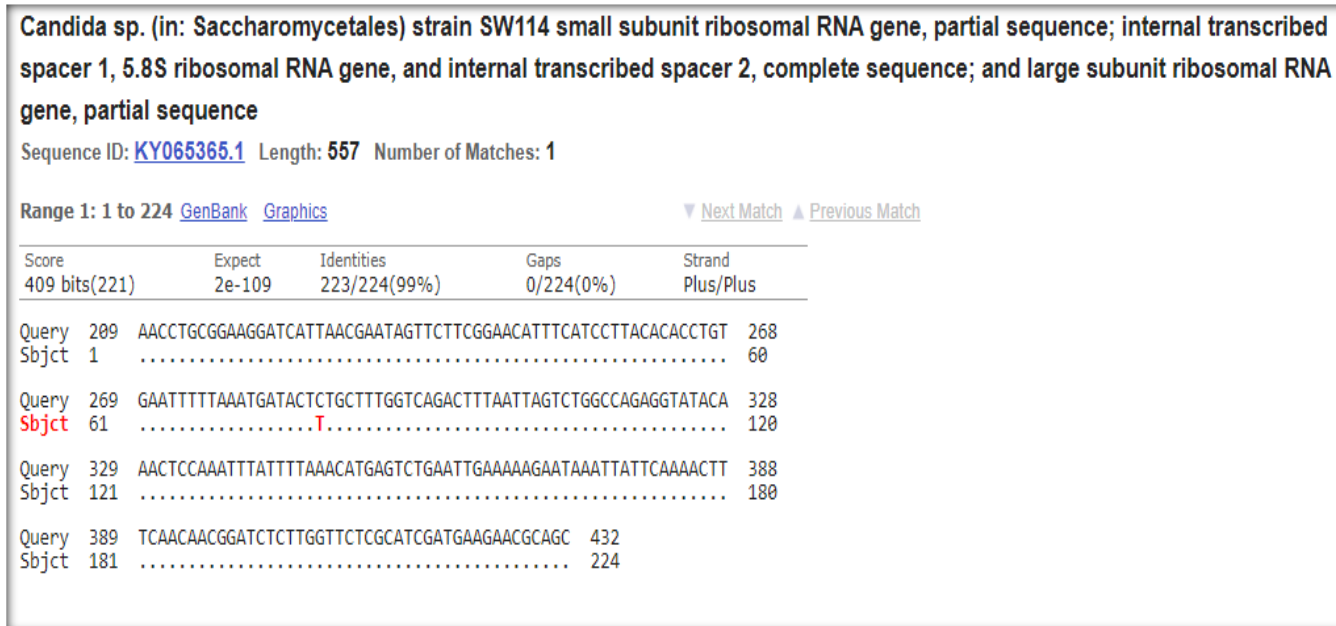 Candida sp. (in: Saccharomycetales) strain SW114 small subunit ribosomal RNA gene, partial sequence; internal transcribed
spacer 1, 5.8S ribosomal RNA gene, and internal transcribed spacer 2, complete sequence; and large subunit ribosomal RNA
gene, partial sequence
Sequence ID: KY065365.1 Length: 557 Number of Matches: 1
Range 1: 1 to 224 GenBank Graphics ▼ Next Match ▲ Previous Match
Score Expect Identities Gaps Strand
409 bits(221) 2e-109 223/224(99%) 0/224(0%) Plus/Plus
Query 209 AACCTGCGGAAGGATCATTAACGAATAGTTCTTCGGAACATTTCATCCTTACACACCTGT 268
Sbjct 1 ............................................................ 60
Query 269 GAATTTTTAAATGATACTCTGCTTTGGTCAGACTTTAATTAGTCTGGCCAGAGGTATACA 328
Sbjct 61 ..................T......................................... 120
Query 329 AACTCCAAATTTATTTTAAACATGAGTCTGAATTGAAAAAGAATAAATTATTCAAAACTT 388
Sbjct 121 ............................................................ 180
Query 389 TCAACAACGGATCTCTTGGTTCTCGCATCGATGAAGAACGCAGC 432
Sbjct 181 ............................................ 224